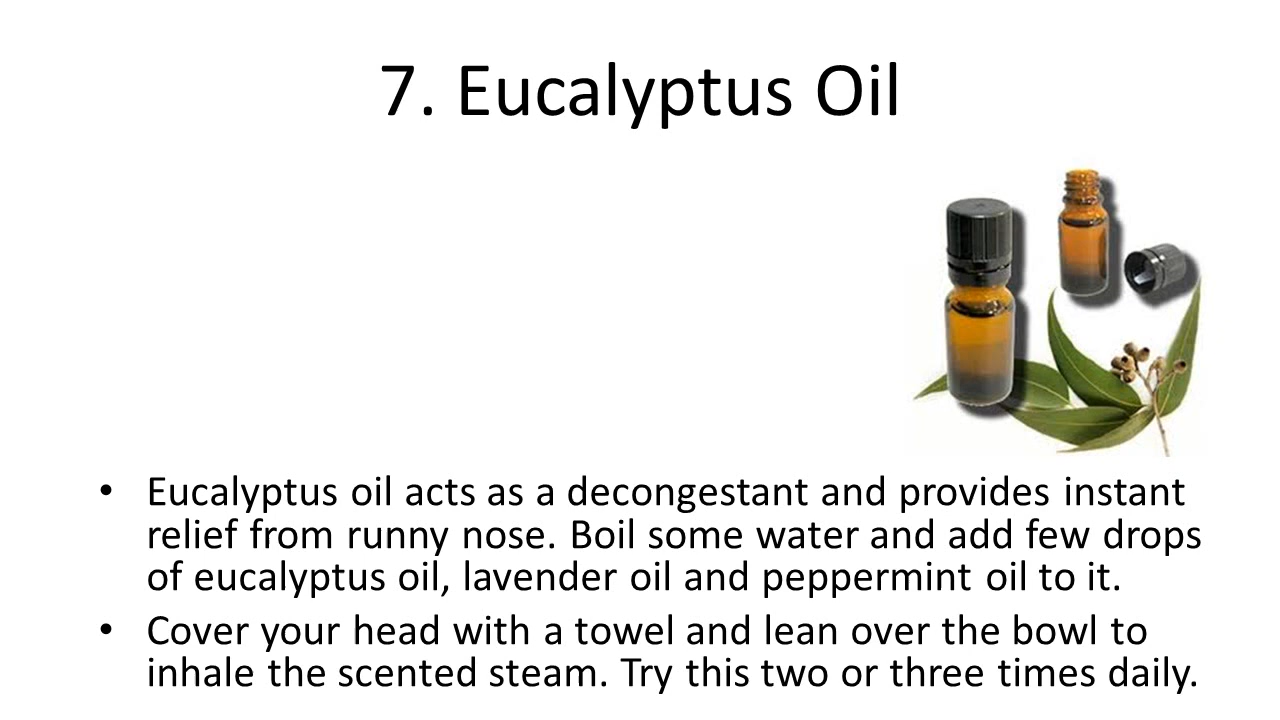 7. Eucalyptus Oil
• Eucalyptus oil acts as a decongestant and provides instant
relief from runny nose. Boil some water and add few drops
of eucalyptus oil, lavender oil and peppermint oil to it.
• Cover your head with a towel and lean over the bowl to
inhale the scented steam. Try this two or three times daily.